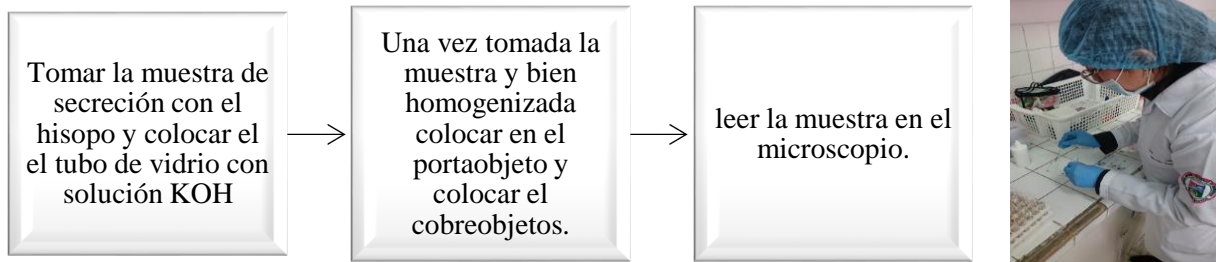 Tomar la muestra de
secreción con el
hisopo y colocar el
el tubo de vidrio con
solución KOH
Una vez tomada la
muestra y bien
homogenizada
colocar en el
portaobjeto y
colocar el
cobreobjetos.
leer la muestra en el
microscopio.